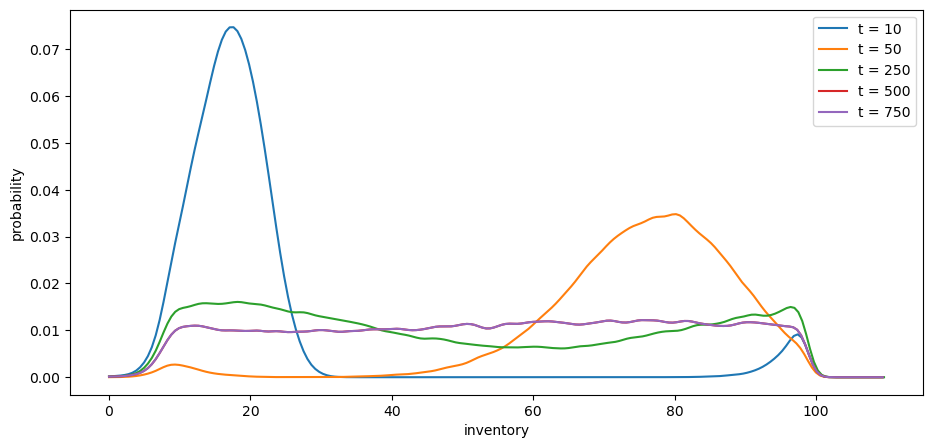 t = 10
t = 50
t = 250
t = 500
t = 750
probability
0.07
0.06
0.05
0.04
0.03
0.02
0.01
0.00
0 20 40 60 80 100
inventory